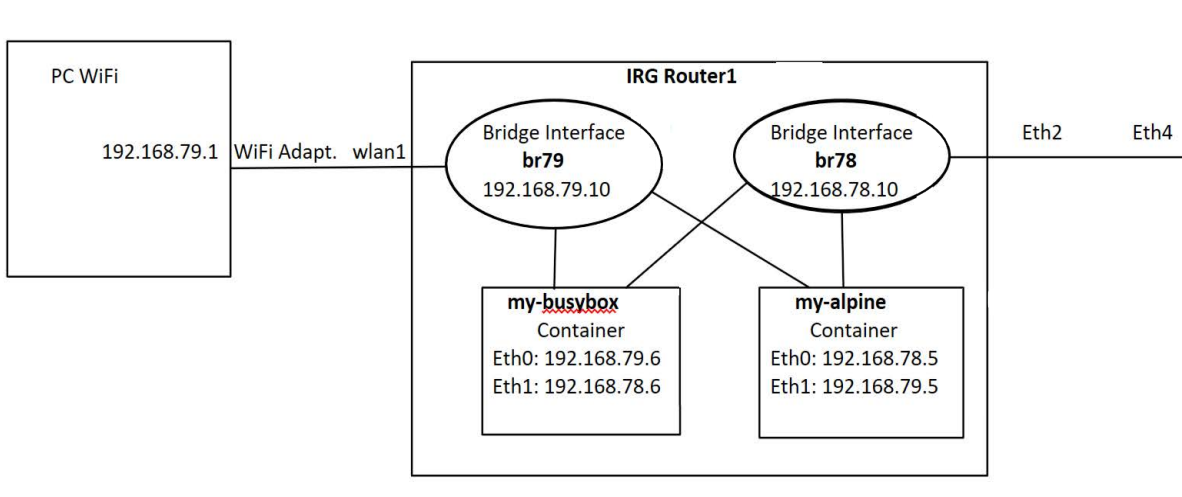 PC WiFi
192.168.79.1
WiFi Adapt. wlan1
IRG Router1
Bridge Interface
br79
192.168.79.10
Bridge Interface
br78
192.168.78.10
Eth2
Eth4
my-busybox
Container
Eth0: 192.168.79.6
Eth1: 192.168.78.6
my-alpine
Container
Eth0: 192.168.78.5
Eth1: 192.168.79.5